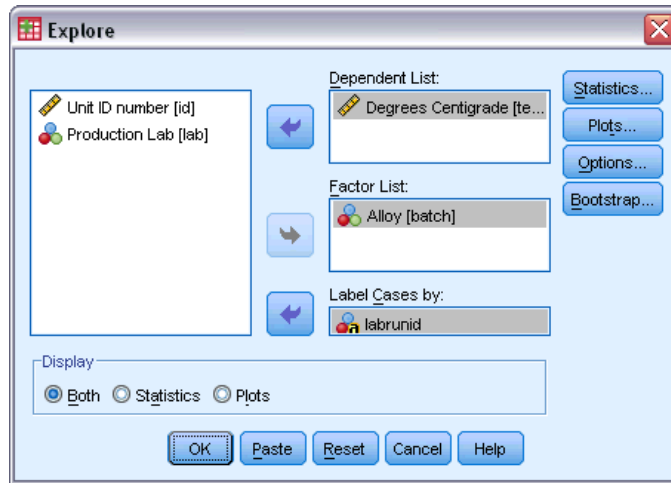 Explore
Unit ID number [id]
Production Lab [lab]
Dependent List:
Degrees Centigrade [te...
Factor List:
Alloy [batch]
Label Cases by:
a labrunid
Statistics...
Plots...
Options...
Bootstrap...
Display
Both Statistics Plots
OK Paste Reset Cancel Help